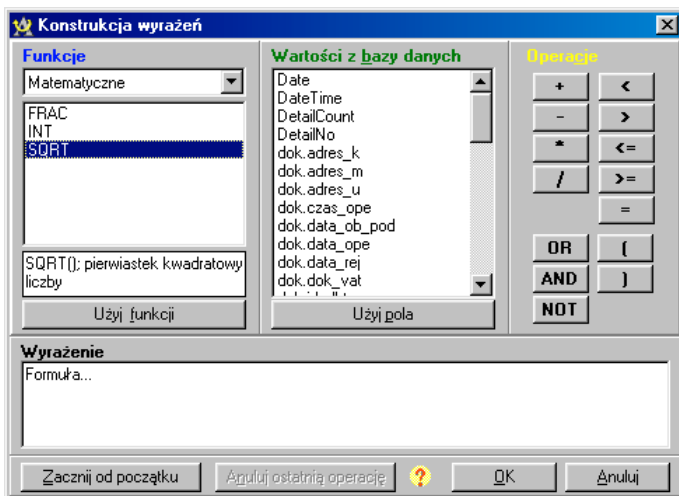 Konstrukcja wyrażeń
Funkcje
Matematyczne
FRAC
INT
SQRT
SQRT(); pierwiastek kwadratowy
liczby
Użyj funkcji
Wartości z bazy danych
Date
DateTime
DetailCount
DetailNo
dok.adres_k
dok.adres_m
dok.adres_u
dok.czas_ope
dok.data_ob_pod
dok.data_ope
dok.data_rej
dok.dok_vat
Użyj pola
Operacje
+ <
- >
* <=
/ >=
=
OR (
AND )
NOT
Wyrażenie
Formuła...
Zacznij od początku
Anuluj ostatnią operację
?
OK
Anuluj